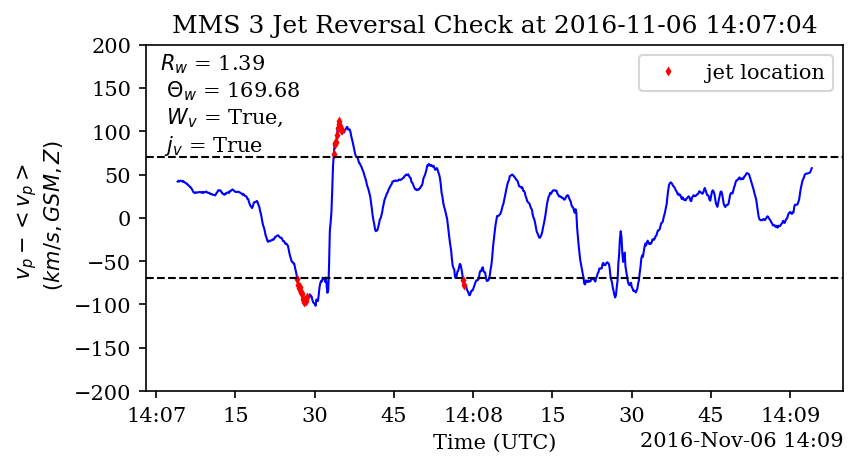 MMS 3 Jet Reversal Check at 2016-11-06 14:07:04
R_w = 1.39
Θ_w = 169.68
W_v = True,
j_v = True
jet location
v_p − < v_p >
(km/s, GSM, Z)
200
150
100
50
0
−50
−100
−150
−200
14:07 15 30 45 14:08 15 30 45 14:09
Time (UTC)
2016-Nov-06 14:09